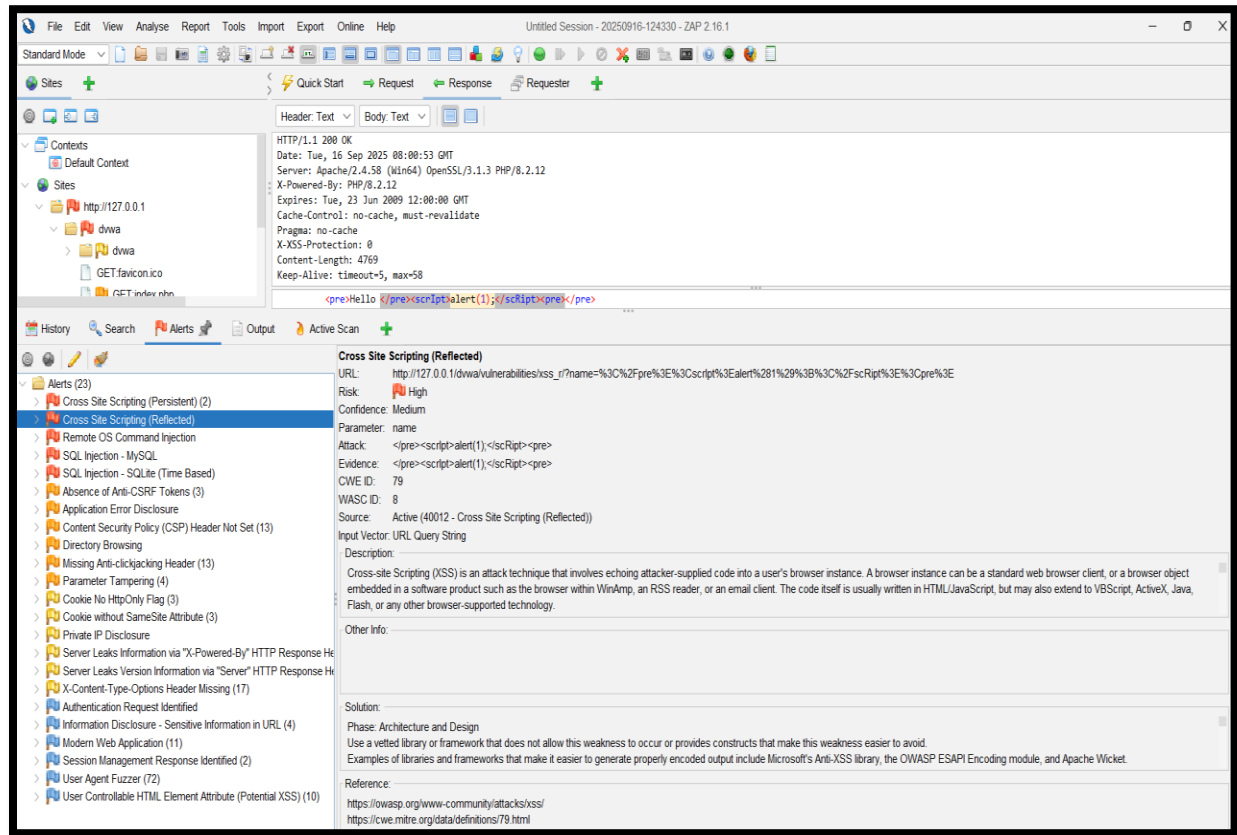 File Edit View Analyse Report Tools Import Export Online Help Untitled Session - 20250916-124330 - ZAP 2.16.1
Standard Mode
Sites Quick Start Request Response Requester
Header: Text Body: Text
Contexts
Default Context
Sites
http://127.0.0.1
dvwa
dvwa
GET:favicon.ico
GET:index.php
HTTP/1.1 200 OK
Date: Tue, 16 Sep 2025 08:00:53 GMT
Server: Apache/2.4.58 (Win64) OpenSSL/3.1.3 PHP/8.2.12
X-Powered-By: PHP/8.2.12
Expires: Tue, 23 Jun 2009 12:00:00 GMT
Cache-Control: no-cache, must-revalidate
Pragma: no-cache
X-XSS-Protection: 0
Content-Length: 4769
Keep-Alive: timeout=5, max=58
<pre>Hello </pre><scrIpt>alert(1);</scRipt><pre></pre>
History Search Alerts Output Active Scan
Alerts (23)
Cross Site Scripting (Persistent) (2)
Cross Site Scripting (Reflected)
Remote OS Command Injection
SQL Injection - MySQL
SQL Injection - SQLite (Time Based)
Absence of Anti-CSRF Tokens (3)
Application Error Disclosure
Content Security Policy (CSP) Header Not Set (13)
Directory Browsing
Missing Anti-clickjacking Header (13)
Parameter Tampering (4)
Cookie No HttpOnly Flag (3)
Cookie without SameSite Attribute (3)
Private IP Disclosure
Server Leaks Information via "X-Powered-By" HTTP Response He
Server Leaks Version Information via "Server" HTTP Response He
X-Content-Type-Options Header Missing (17)
Authentication Request Identified
Information Disclosure - Sensitive Information in URL (4)
Modern Web Application (11)
Session Management Response Identified (2)
User Agent Fuzzer (72)
User Controllable HTML Element Attribute (Potential XSS) (10)
Cross Site Scripting (Reflected)
URL: http://127.0.0.1/dvwa/vulnerabilities/xss_r/?name=%3C%2Fpre%3E%3CscrIpt%3Ealert%281%29%3B%3C%2FscRipt%3E%3Cpre%3E
Risk: High
Confidence: Medium
Parameter: name
Attack: </pre><scrIpt>alert(1);</scRipt><pre>
Evidence: </pre><scrIpt>alert(1);</scRipt><pre>
CWE ID: 79
WASC ID: 8
Source: Active (40012 - Cross Site Scripting (Reflected))
Input Vector: URL Query String
Description:
Cross-site Scripting (XSS) is an attack technique that involves echoing attacker-supplied code into a user's browser instance. A browser instance can be a standard web browser client, or a browser object
embedded in a software product such as the browser within WinAmp, an RSS reader, or an email client. The code itself is usually written in HTML/JavaScript, but may also extend to VBScript, ActiveX, Java,
Flash, or any other browser-supported technology.
Other Info:
Solution:
Phase: Architecture and Design
Use a vetted library or framework that does not allow this weakness to occur or provides constructs that make this weakness easier to avoid.
Examples of libraries and frameworks that make it easier to generate properly encoded output include Microsoft's Anti-XSS library, the OWASP ESAPI Encoding module, and Apache Wicket.
Reference:
https://owasp.org/www-community/attacks/xss/
https://cwe.mitre.org/data/definitions/79.html